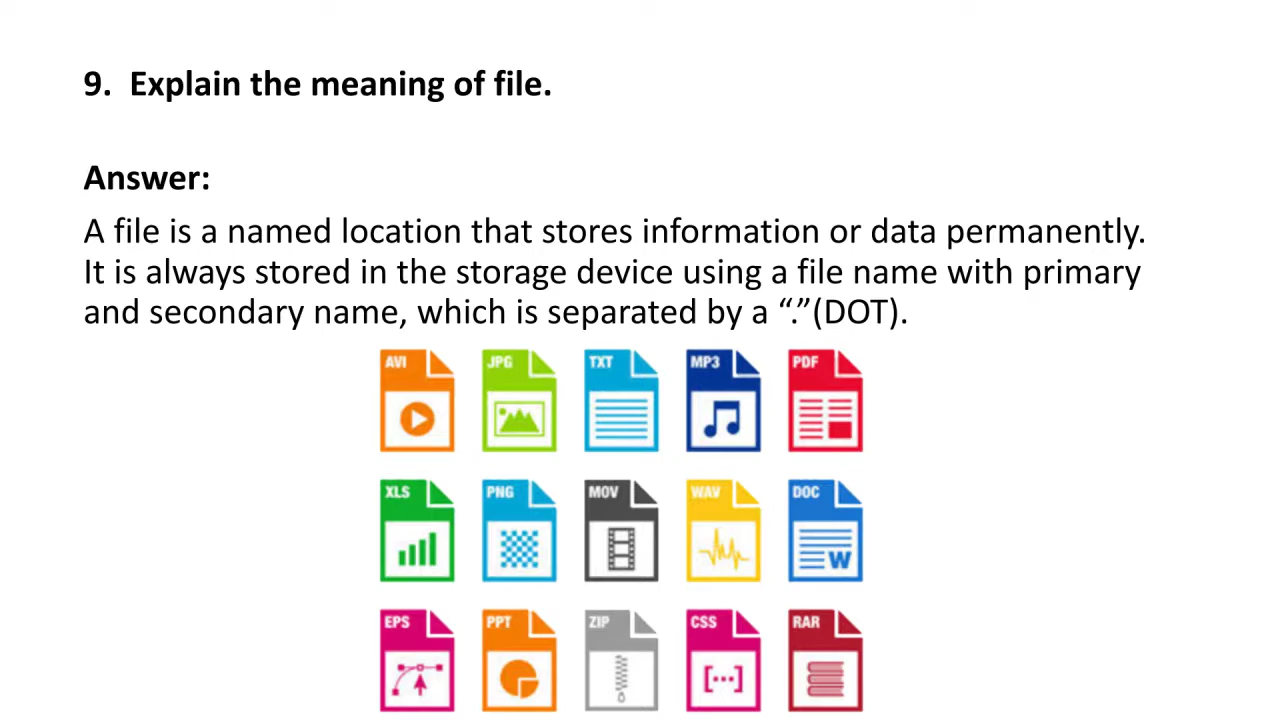 9. Explain the meaning of file.
Answer:
A file is a named location that stores information or data permanently.
It is always stored in the storage device using a file name with primary
and secondary name, which is separated by a “.”(DOT).
AVI JPG TXT MP3 PDF
XLS PNG MOV WAV DOC
W
EPS PPT ZIP CSS RAR